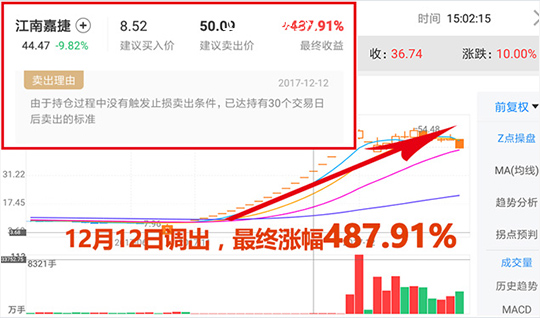 江南嘉捷
44.47 -9.82%
8.52
建议买入价
50.09
建议卖出价
487.91%
最终收益
卖出理由
2017-12-12
由于持仓过程中没有触发止损卖出条件，已达持有30个交易日
后卖出的标准
时间 15:02:15
收：36.74 涨跌：10.00%
前复权
Z点操盘
MA(均线)
趋势分析
拐点预判
成交量
历史趋势
MACD
54.48
31.22
17.45
3.68
7.90
12月12日调出，最终涨幅487.91%
8321手
万手